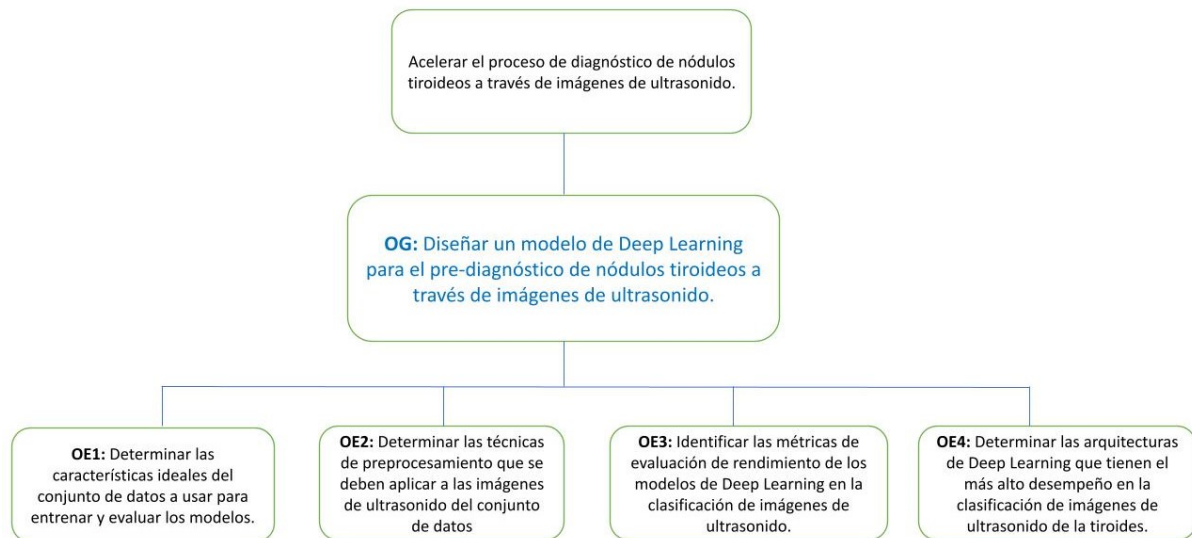 Acelerar el proceso de diagnóstico de nódulos
tiroideos a través de imágenes de ultrasonido.
OG: Diseñar un modelo de Deep Learning
para el pre-diagnóstico de nódulos tiroideos a
través de imágenes de ultrasonido.
OE1: Determinar las
características ideales del
conjunto de datos a usar para
entrenar y evaluar los modelos.
OE2: Determinar las técnicas
de preprocesamiento que se
deben aplicar a las imágenes
de ultrasonido del conjunto
de datos
OE3: Identificar las métricas de
evaluación de rendimiento de los
modelos de Deep Learning en la
clasificación de imágenes de
ultrasonido.
OE4: Determinar las arquitecturas
de Deep Learning que tienen el
más alto desempeño en la
clasificación de imágenes de
ultrasonido de la tiroides.